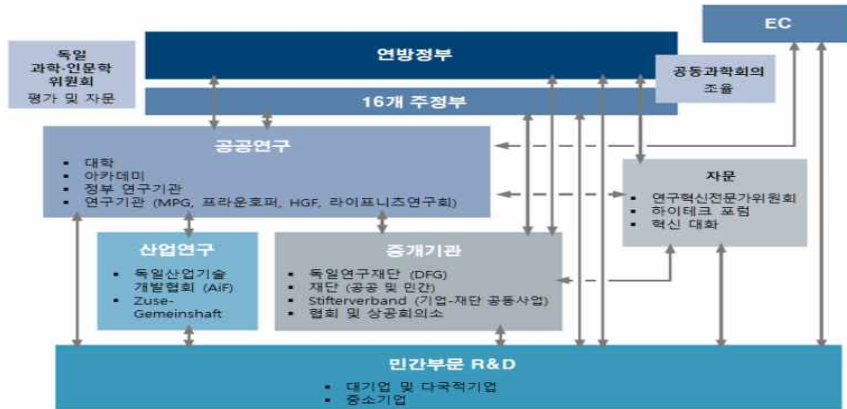 EC
독일
과학·인문학
위원회
평가 및 자문
연방정부
16개 주정부
공동과학회의
조율
공공연구
▪ 대학
▪ 아카데미
▪ 정부 연구기관
▪ 연구기관 (MPG, 프라운호퍼, HGF, 라이프니츠연구회)
자문
▪ 연구혁신전문가위원회
▪ 하이테크 포럼
▪ 혁신 대화
산업연구
▪ 독일산업기술
개발협회 (AiF)
▪ Zuse-
Gemeinshaft
중개기관
▪ 독일연구재단 (DFG)
▪ 재단 (공공 및 민간)
▪ Stifterverband (기업-재단 공동사업)
▪ 협회 및 상공회의소
민간부문 R&D
▪ 대기업 및 다국적기업
▪ 중소기업